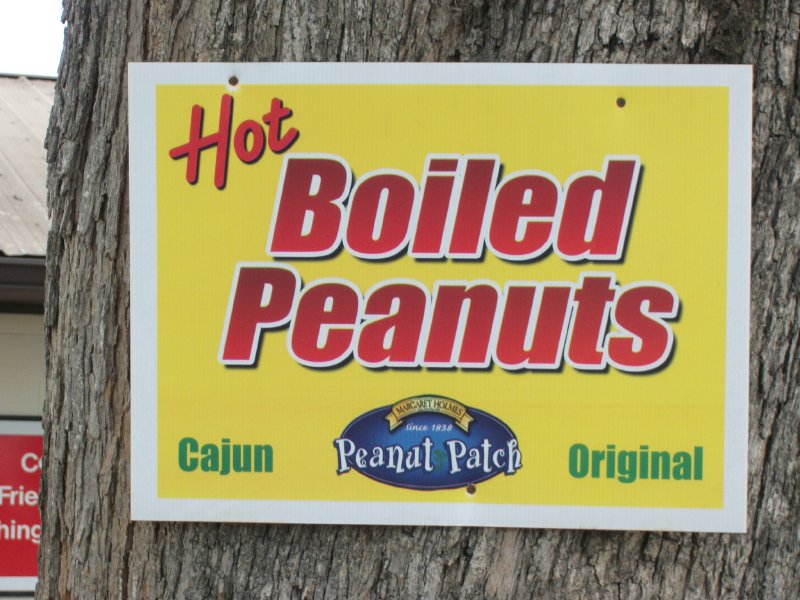 Hot
Boiled
Peanuts
MARGARET HOLMES
Since 1838
Peanut Patch
Cajun
Original